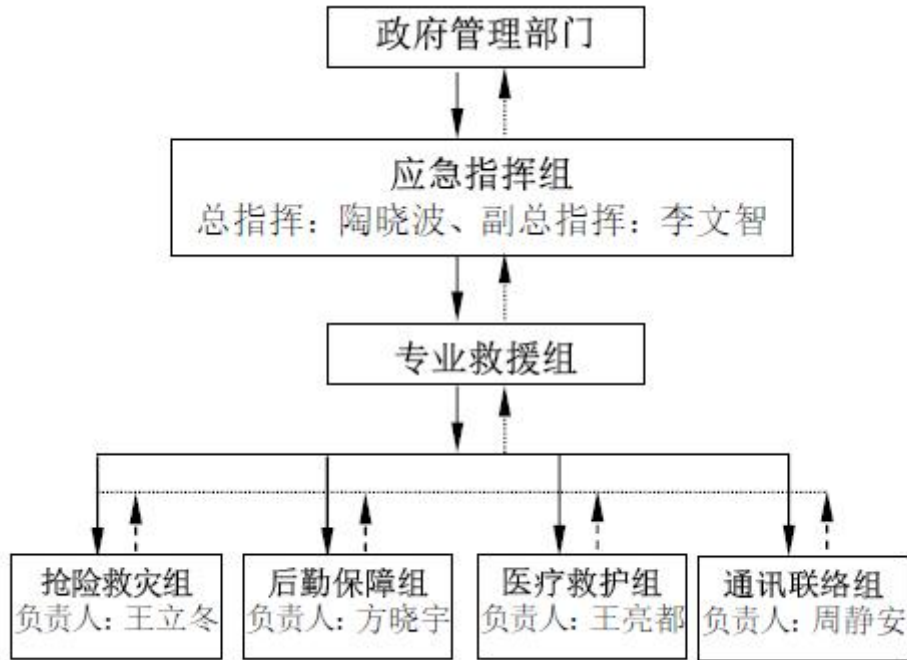 政府管理部门
应急指挥组
总指挥：陶晓波、副总指挥：李文智
专业救援组
抢险救灾组
负责人：王立冬
后勤保障组
负责人：方晓宇
医疗救护组
负责人：王亮都
通讯联络组
负责人：周静安